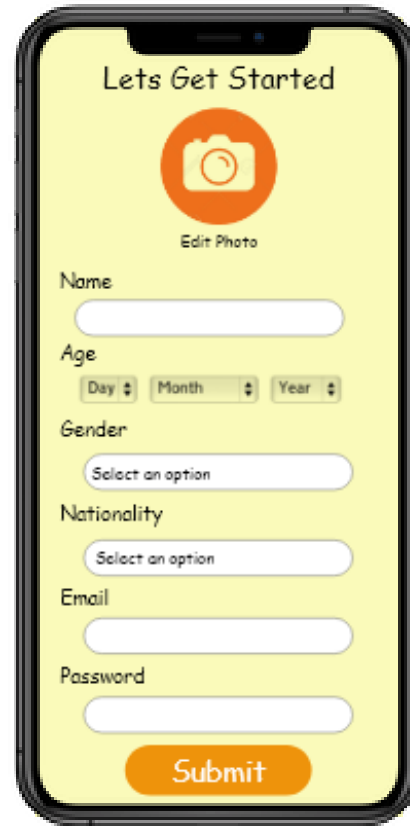 Lets Get Started
Edit Photo
Name
Age
Day Month Year
Gender
Select an option
Nationality
Select an option
Email
Password
Submit